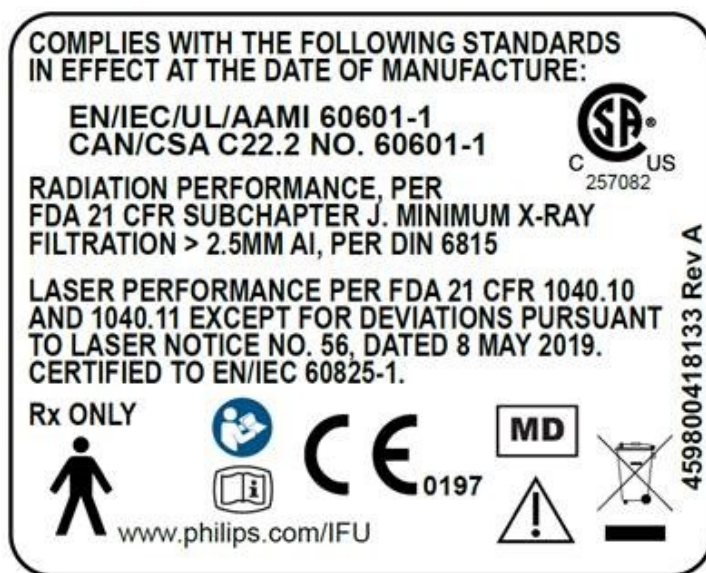 COMPLIES WITH THE FOLLOWING STANDARDS
IN EFFECT AT THE DATE OF MANUFACTURE:
EN/IEC/UL/AAMI 60601-1
CAN/CSA C22.2 NO. 60601-1
CSA®
C US
257082
RADIATION PERFORMANCE, PER
FDA 21 CFR SUBCHAPTER J. MINIMUM X-RAY
FILTRATION > 2.5MM Al, PER DIN 6815
LASER PERFORMANCE PER FDA 21 CFR 1040.10
AND 1040.11 EXCEPT FOR DEVIATIONS PURSUANT
TO LASER NOTICE NO. 56, DATED 8 MAY 2019.
CERTIFIED TO EN/IEC 60825-1.
Rx ONLY
CE 0197
MD
www.philips.com/IFU
459800418133 Rev A